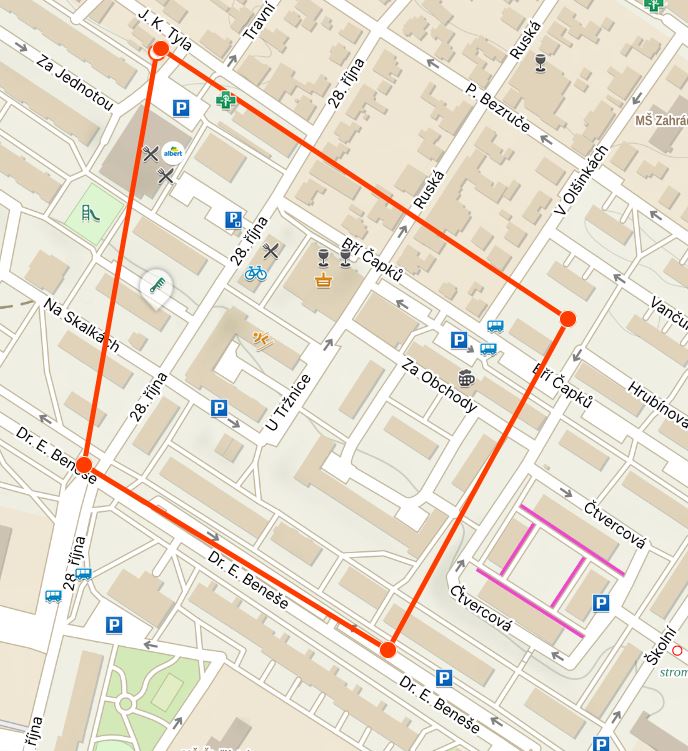 J. K. Tyla
Travní
Ruská
Za Jednotou
28. října
P. Bezruče
P
MŠ Zahrád
albert
V Olšinkách
Ruská
P
28. října
Bří Čapků
Na Skalkách
Vančur
P
Za Obchody
Bří Čapků
28. října
U Tržnice
Hrubínova
P
Dr. E. Beneše
Čtvercová
28. října
Dr. E. Beneše
Čtvercová
P
P
Školní
strom
P
Dr. E. Beneše
října
P